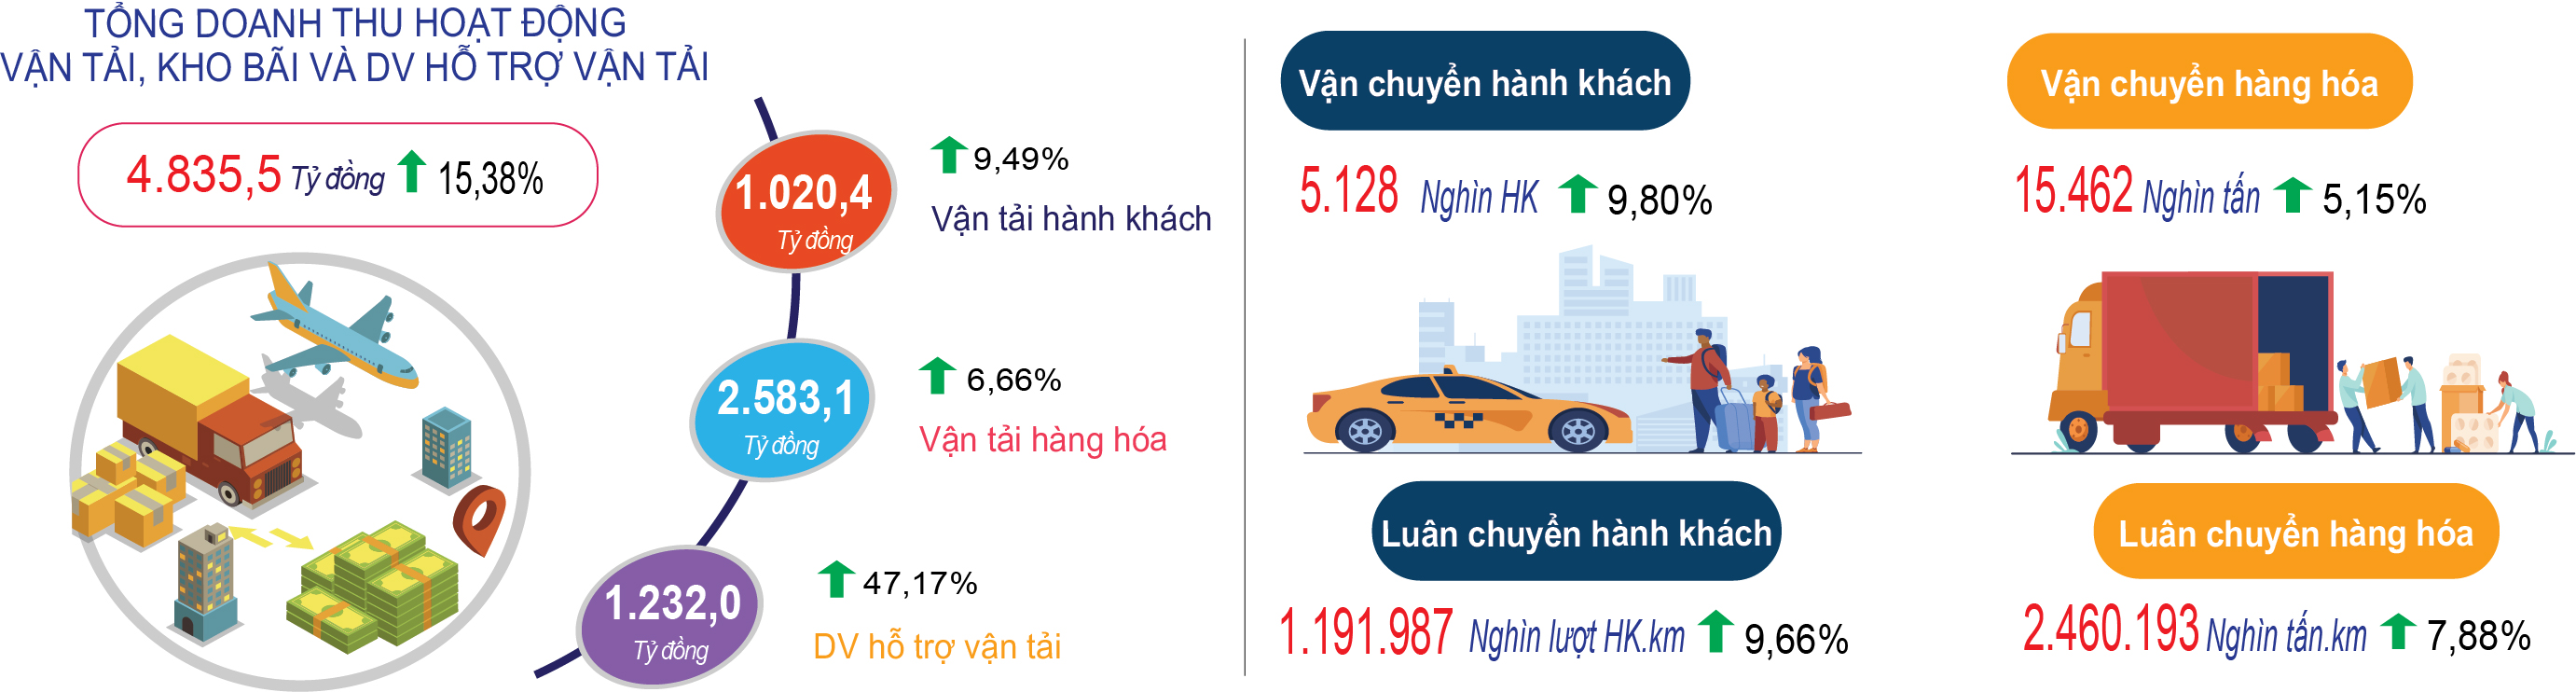 TỔNG DOANH THU HOẠT ĐỘNG
VẬN TẢI, KHO BÃI VÀ DV HỖ TRỢ VẬN TẢI
4.835,5 Tỷ đồng 15,38%
1.020,4
Tỷ đồng
9,49%
Vận tải hành khách
2.583,1
Tỷ đồng
6,66%
Vận tải hàng hóa
1.232,0
Tỷ đồng
47,17%
DV hỗ trợ vận tải
Vận chuyển hành khách
5.128 Nghìn HK 9,80%
Luân chuyển hành khách
1.191.987 Nghìn lượt HK.km 9,66%
Vận chuyển hàng hóa
15.462 Nghìn tấn 5,15%
Luân chuyển hàng hóa
2.460.193 Nghìn tấn.km 7,88%